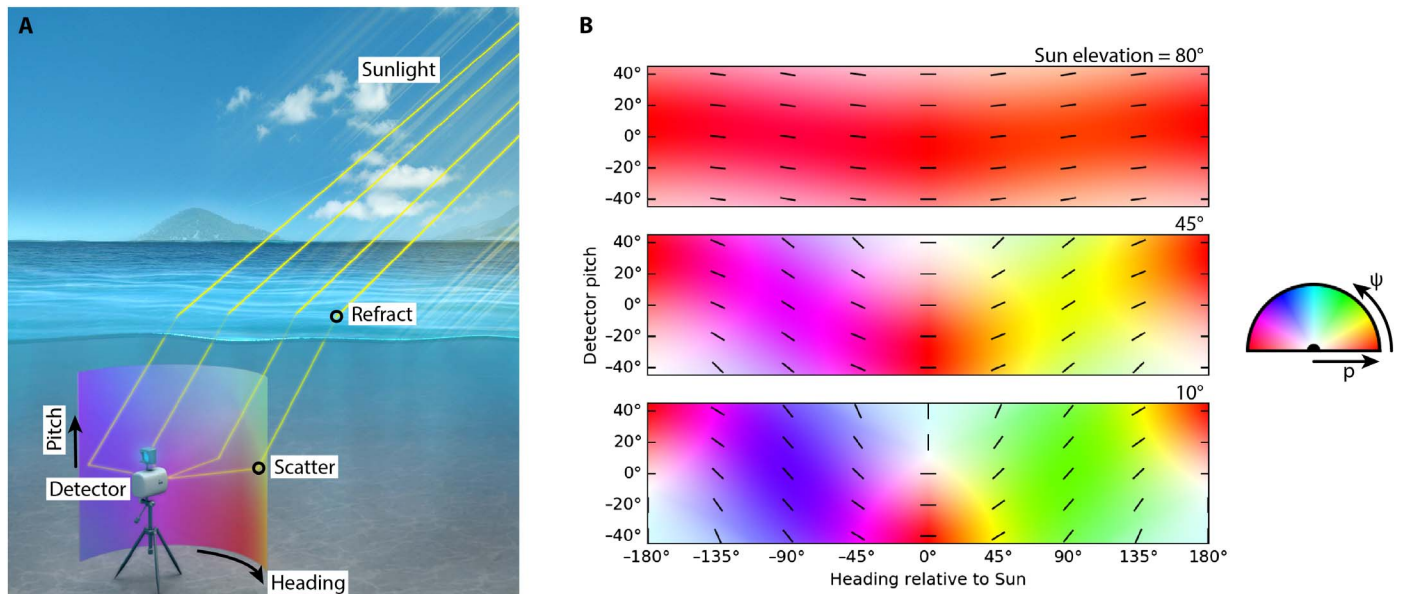 A
Sunlight
Refract
Pitch
Scatter
Detector
Heading
B
Sun elevation = 80°
40°
20°
0°
–20°
–40°
45°
40°
20°
0°
–20°
–40°
Detector pitch
10°
40°
20°
0°
–20°
–40°
–180° –135° –90° –45° 0° 45° 90° 135° 180°
Heading relative to Sun
ψ
p